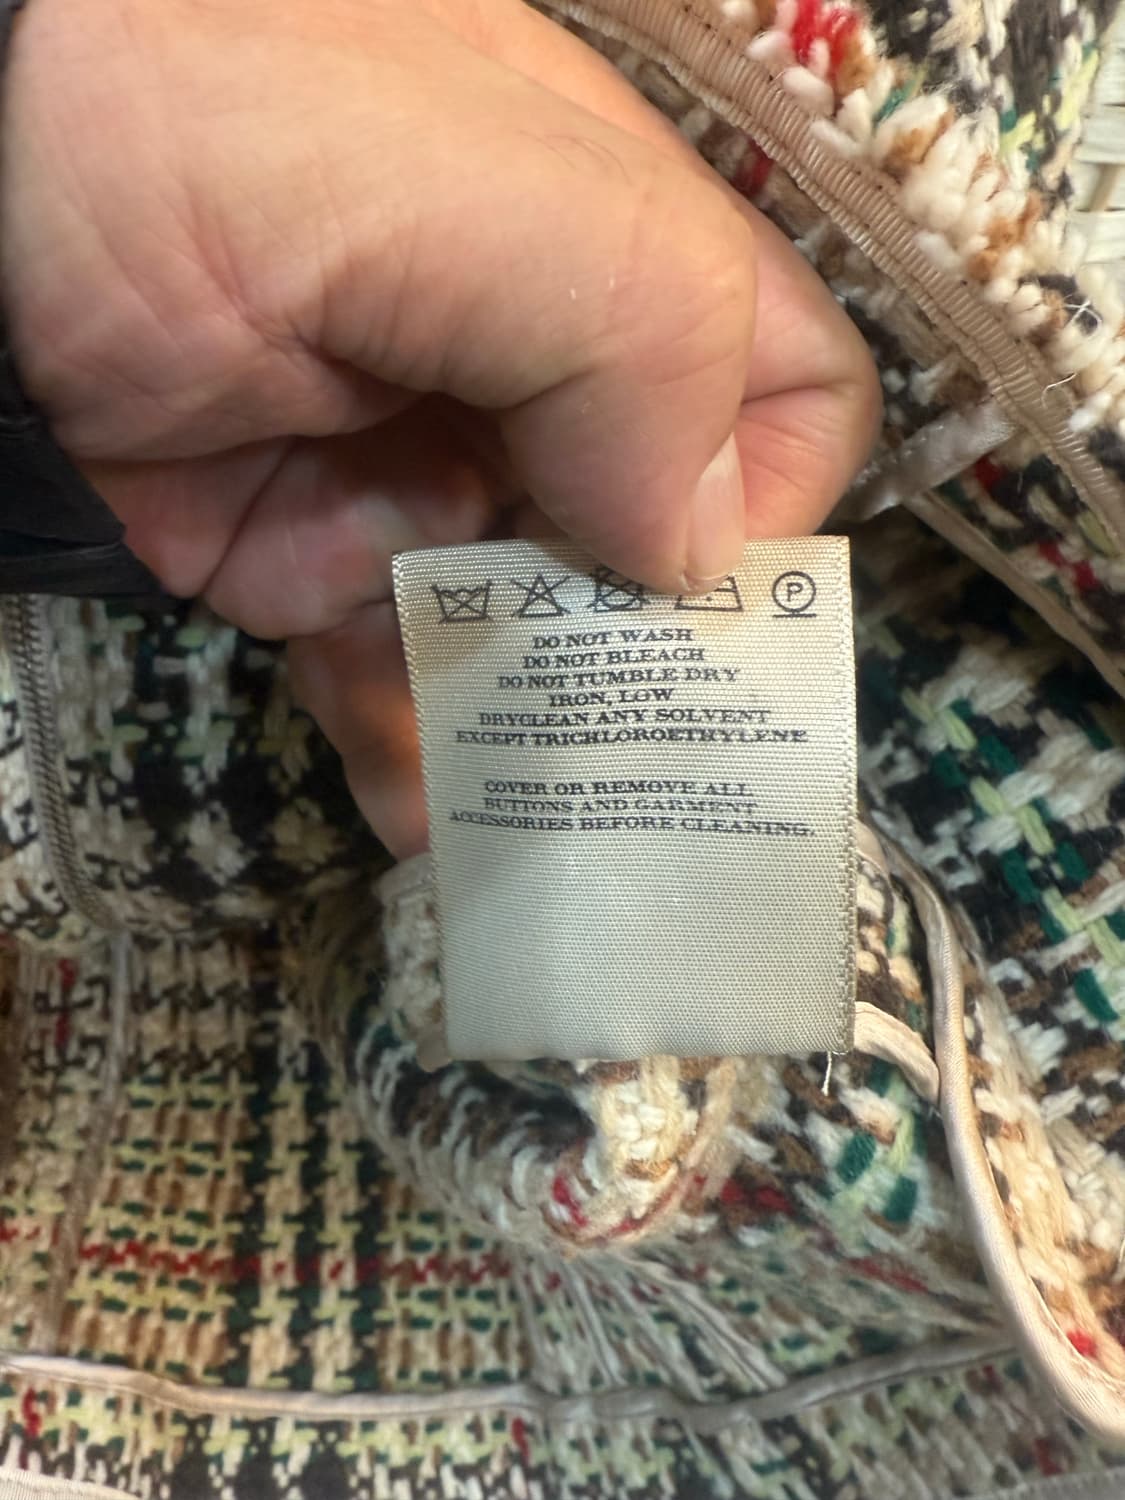 P
DO NOT WASH
DO NOT BLEACH
DO NOT TUMBLE DRY
IRON, LOW
DRYCLEAN ANY SOLVENT
EXCEPT TRICHLOROETHYLENE
COVER OR REMOVE ALL
BUTTONS AND GARMENT
ACCESSORIES BEFORE CLEANING.